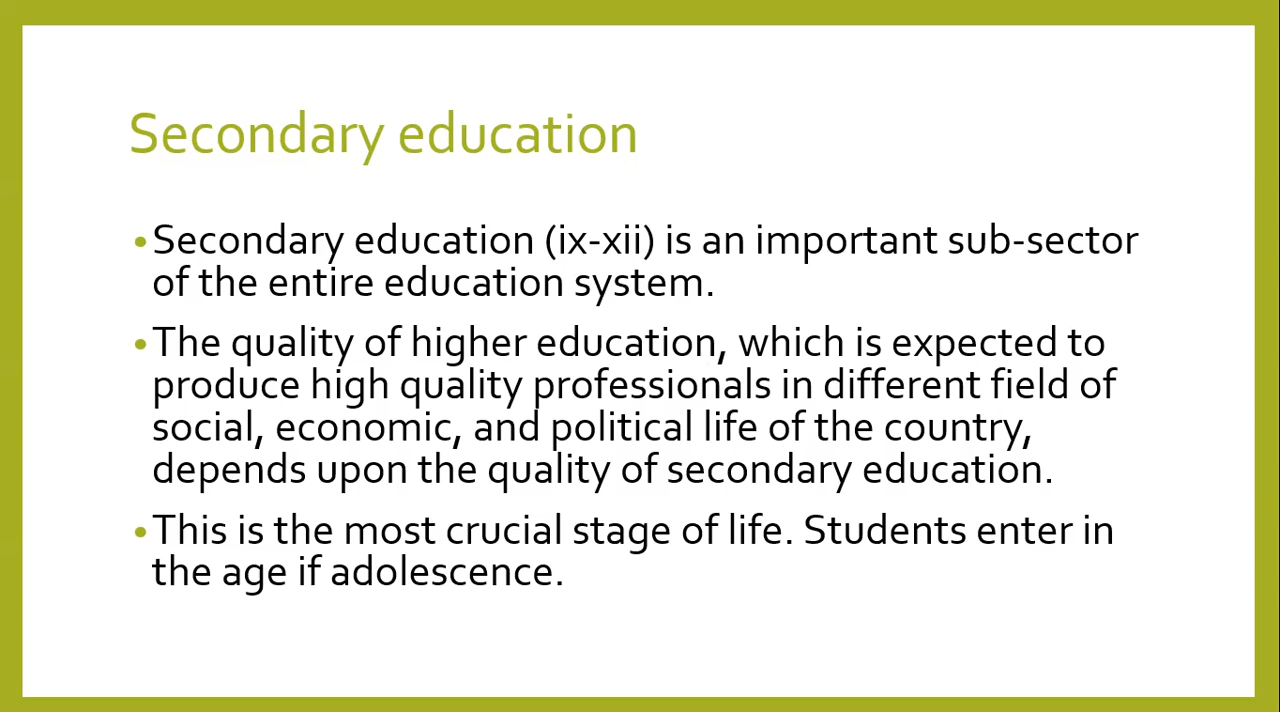 Secondary education
•Secondary education (ix-xii) is an important sub-sector
of the entire education system.
•The quality of higher education, which is expected to
produce high quality professionals in different field of
social, economic, and political life of the country,
depends upon the quality of secondary education.
•This is the most crucial stage of life. Students enter in
the age if adolescence.